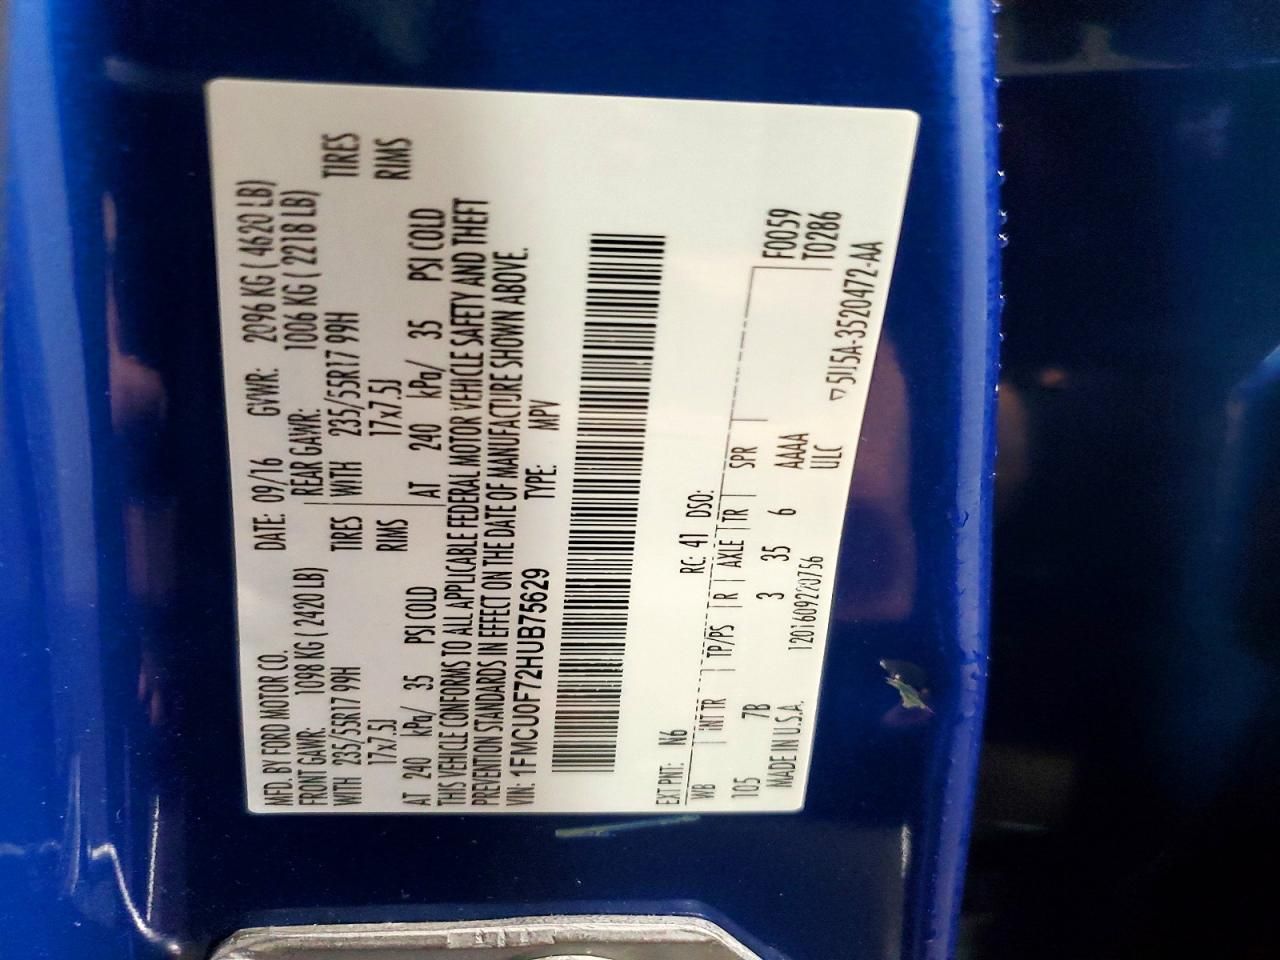 MFD. BY FORD MOTOR CO. DATE: 09/16 GVWR: 2096 KG ( 4620 LB)
FRONT GAWR: 1098 KG ( 2420 LB) REAR GAWR: 1006 KG ( 2218 LB)
WITH 235/55R17 99H TIRES WITH 235/55R17 99H TIRES
17x7.5J RIMS 17x7.5J RIMS
AT 240 kPa/ 35 PSI COLD AT 240 kPa/ 35 PSI COLD
THIS VEHICLE CONFORMS TO ALL APPLICABLE FEDERAL MOTOR VEHICLE SAFETY AND THEFT
PREVENTION STANDARDS IN EFFECT ON THE DATE OF MANUFACTURE SHOWN ABOVE.
VIN: 1FMCU0F72HUB75629 TYPE: MPV
EXT PNT: N6 RC: 41 DSO:
WB INT TR TP/PS R AXLE TR SPR F0059
105 7B 3 35 6 AAAA T0286
MADE IN U.S.A. ULC
▽5U5A-3520472-AA